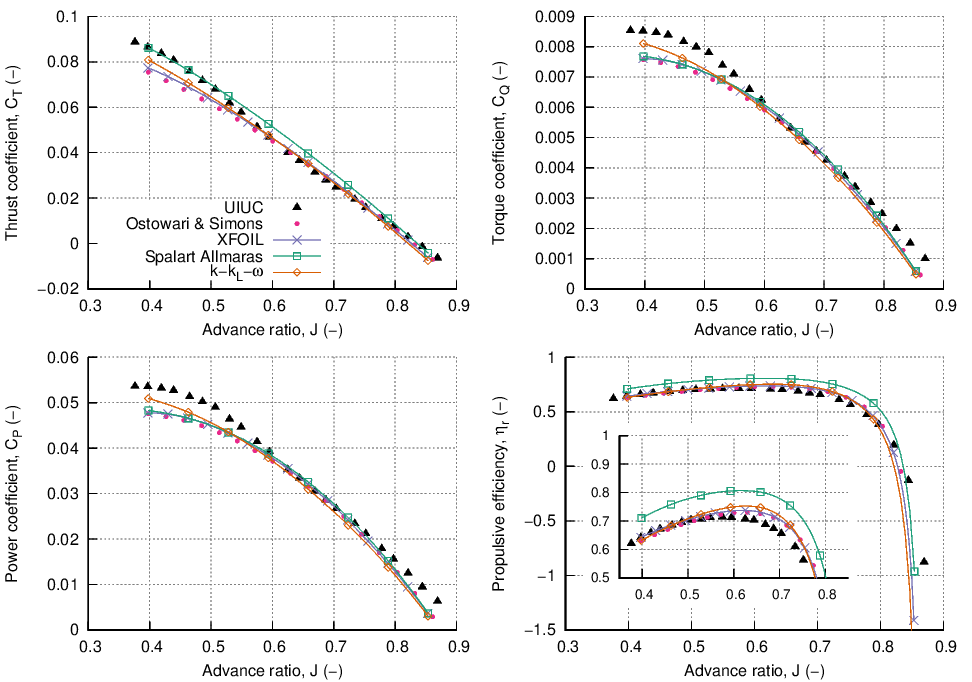 Thrust coefficient, C_T (−)
0.1
0.08
0.06
0.04
0.02
0
−0.02
UIUC
Ostowari & Simons
XFOIL
Spalart Allmaras
k−k_L−ω
0.3 0.4 0.5 0.6 0.7 0.8 0.9
Advance ratio, J (−)
Torque coefficient, C_Q (−)
0.009
0.008
0.007
0.006
0.005
0.004
0.003
0.002
0.001
0
0.3 0.4 0.5 0.6 0.7 0.8 0.9
Advance ratio, J (−)
Power coefficient, C_P (−)
0.06
0.05
0.04
0.03
0.02
0.01
0
0.3 0.4 0.5 0.6 0.7 0.8 0.9
Advance ratio, J (−)
Propulsive efficiency, η_r (−)
1
0.5
0
−0.5
−1
−1.5
1
0.9
0.8
0.7
0.6
0.5
0.4 0.5 0.6 0.7 0.8
0.3 0.4 0.5 0.6 0.7 0.8 0.9
Advance ratio, J (−)